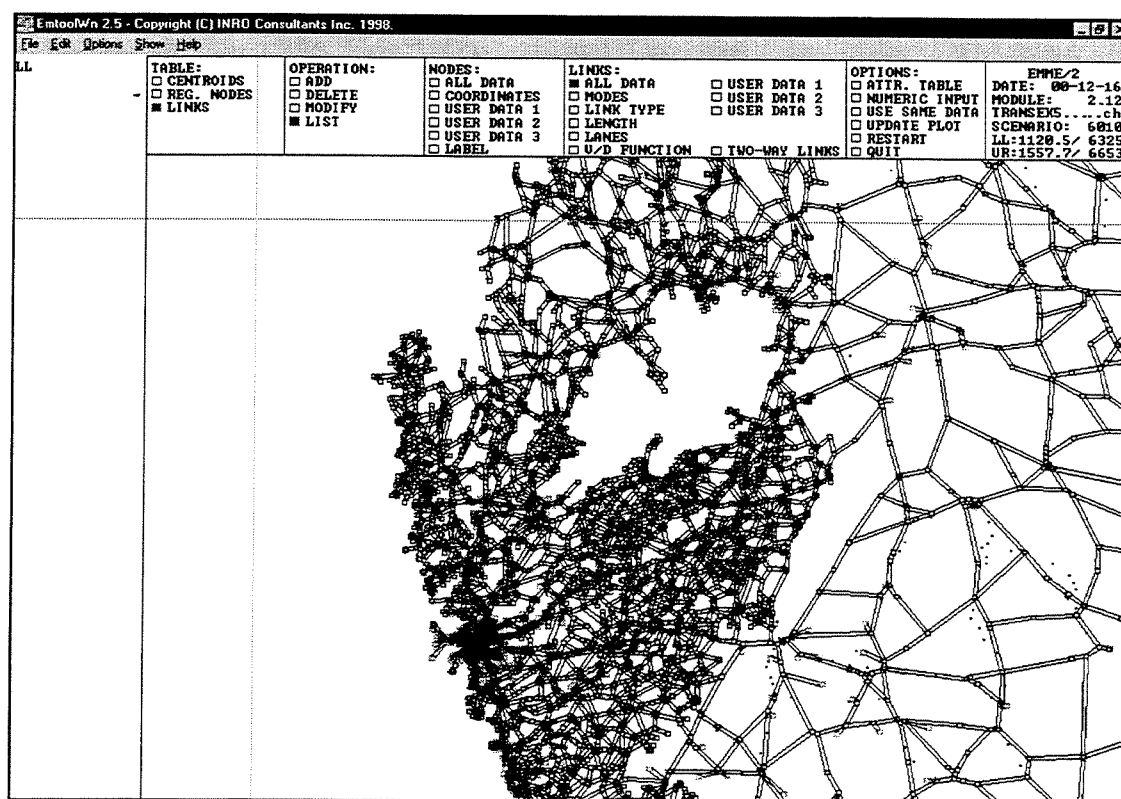 EmtoolWn 2.5 - Copyright (C) INRO Consultants Inc. 1998.
File Edit Options Show Help
LL
TABLE:
CENTROIDS
REG. NODES
LINKS
OPERATION:
ADD
DELETE
MODIFY
LIST
NODES:
ALL DATA
COORDINATES
USER DATA 1
USER DATA 2
USER DATA 3
LABEL
LINKS:
ALL DATA
MODES
LINK TYPE
LENGTH
LANES
V/D FUNCTION
USER DATA 1
USER DATA 2
USER DATA 3
TWO-WAY LINKS
OPTIONS:
ATTR. TABLE
NUMERIC INPUT
USE SAME DATA
UPDATE PLOT
RESTART
QUIT
EMME/2
DATE: 00-12-16
MODULE: 2.12
TRANSEX5.....ch
SCENARIO: 6010
LL:1120.5/ 6325
UR:1557.7/ 6653